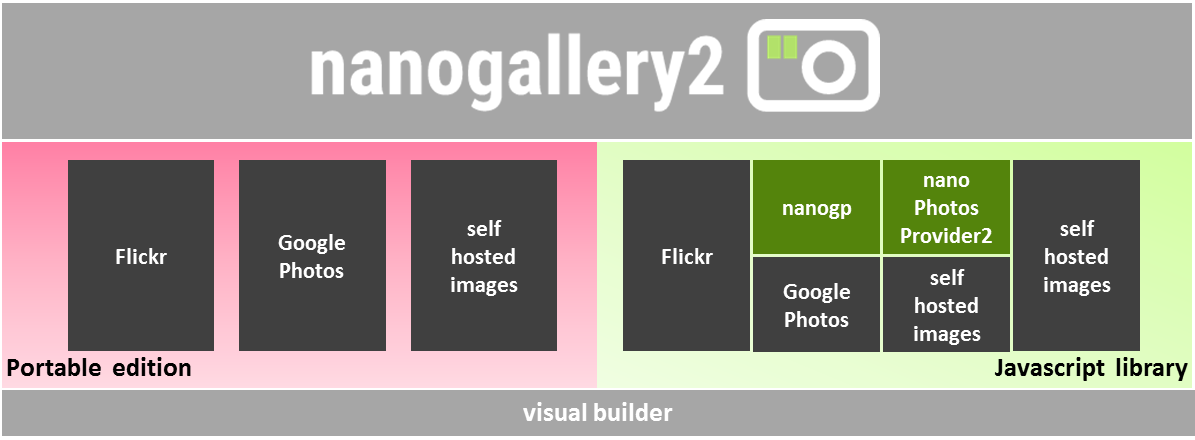 nanogallery2
Flickr
Google
Photos
self
hosted
images
Portable edition
Flickr
nanogp
Google
Photos
nano
Photos
Provider2
self
hosted
images
self
hosted
images
Javascript library
visual builder